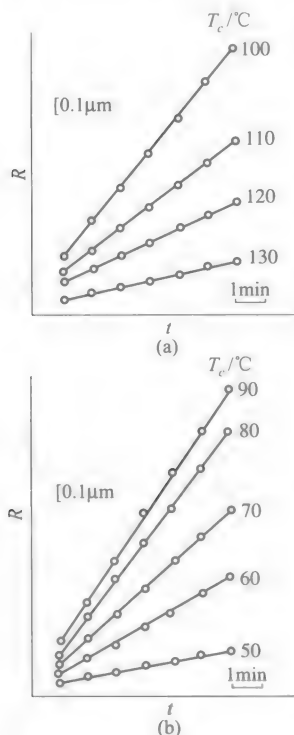 T_c/℃
100
[0.1μm
110
R
120
130
1min
t
(a)
T_c/℃
90
80
[0.1μm
70
R
60
50
1min
t
(b)